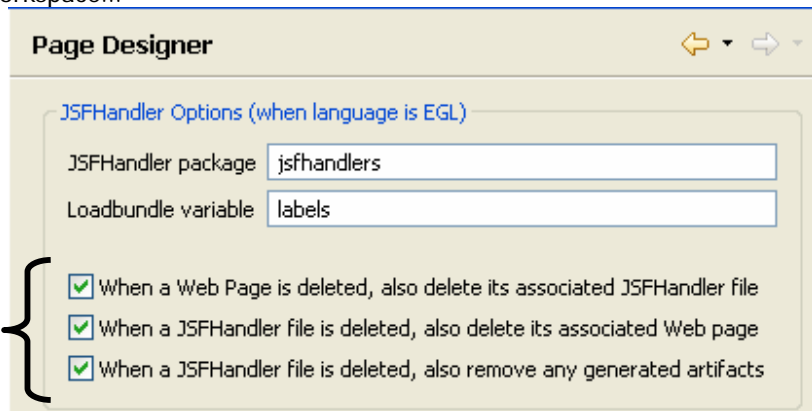 Page Designer
JSFHandler Options (when language is EGL)
JSFHandler package jsfhandlers
Loadbundle variable labels
When a Web Page is deleted, also delete its associated JSFHandler file
When a JSFHandler file is deleted, also delete its associated Web page
When a JSFHandler file is deleted, also remove any generated artifacts